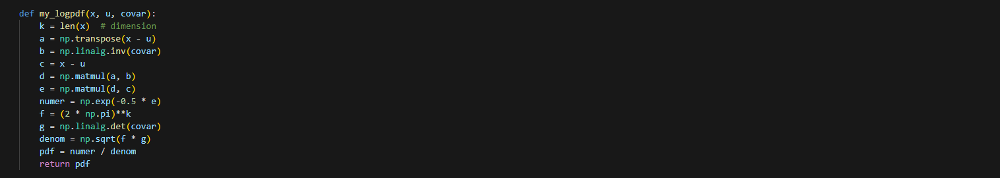 def my_logpdf(x, u, covar):
    k = len(x)  # dimension
    a = np.transpose(x - u)
    b = np.linalg.inv(covar)
    c = x - u
    d = np.matmul(a, b)
    e = np.matmul(d, c)
    numer = np.exp(-0.5 * e)
    f = (2 * np.pi)**k
    g = np.linalg.det(covar)
    denom = np.sqrt(f * g)
    pdf = numer / denom
    return pdf